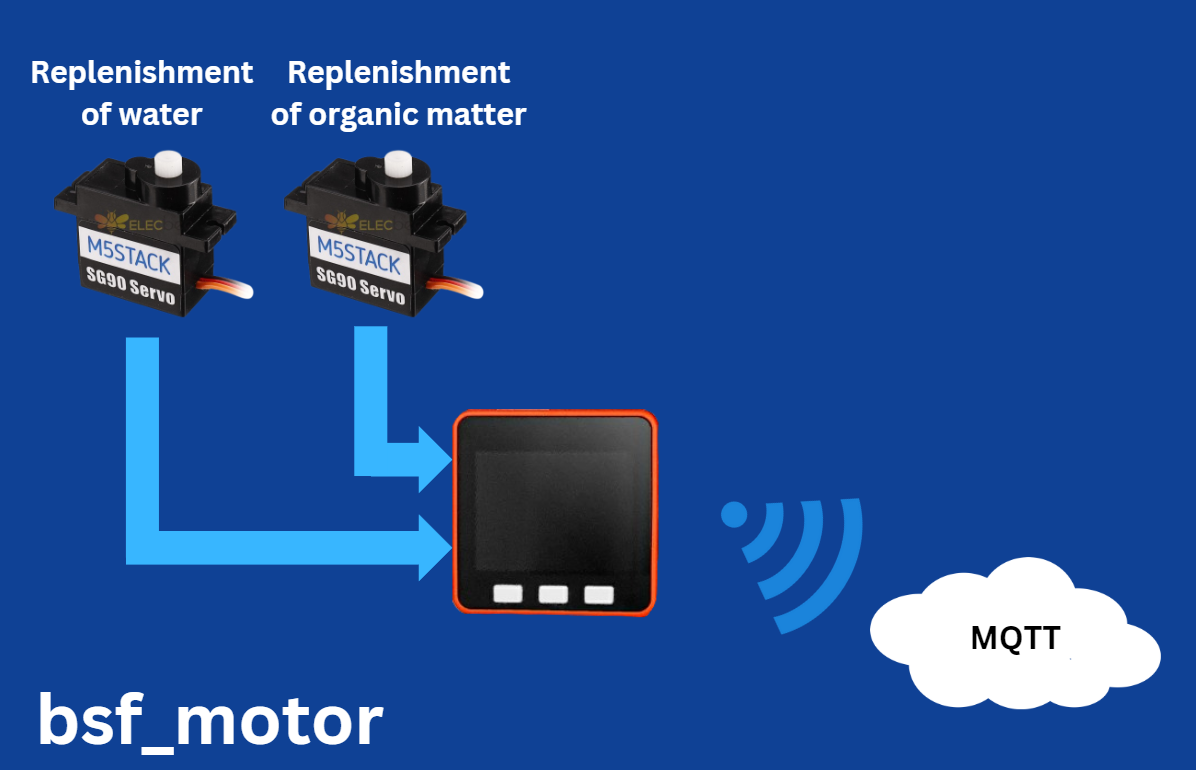 Replenishment
of water
Replenishment
of organic matter
ELEC
M5STACK
SG90 Servo
ELEC
M5STACK
SG90 Servo
MQTT
bsf_motor